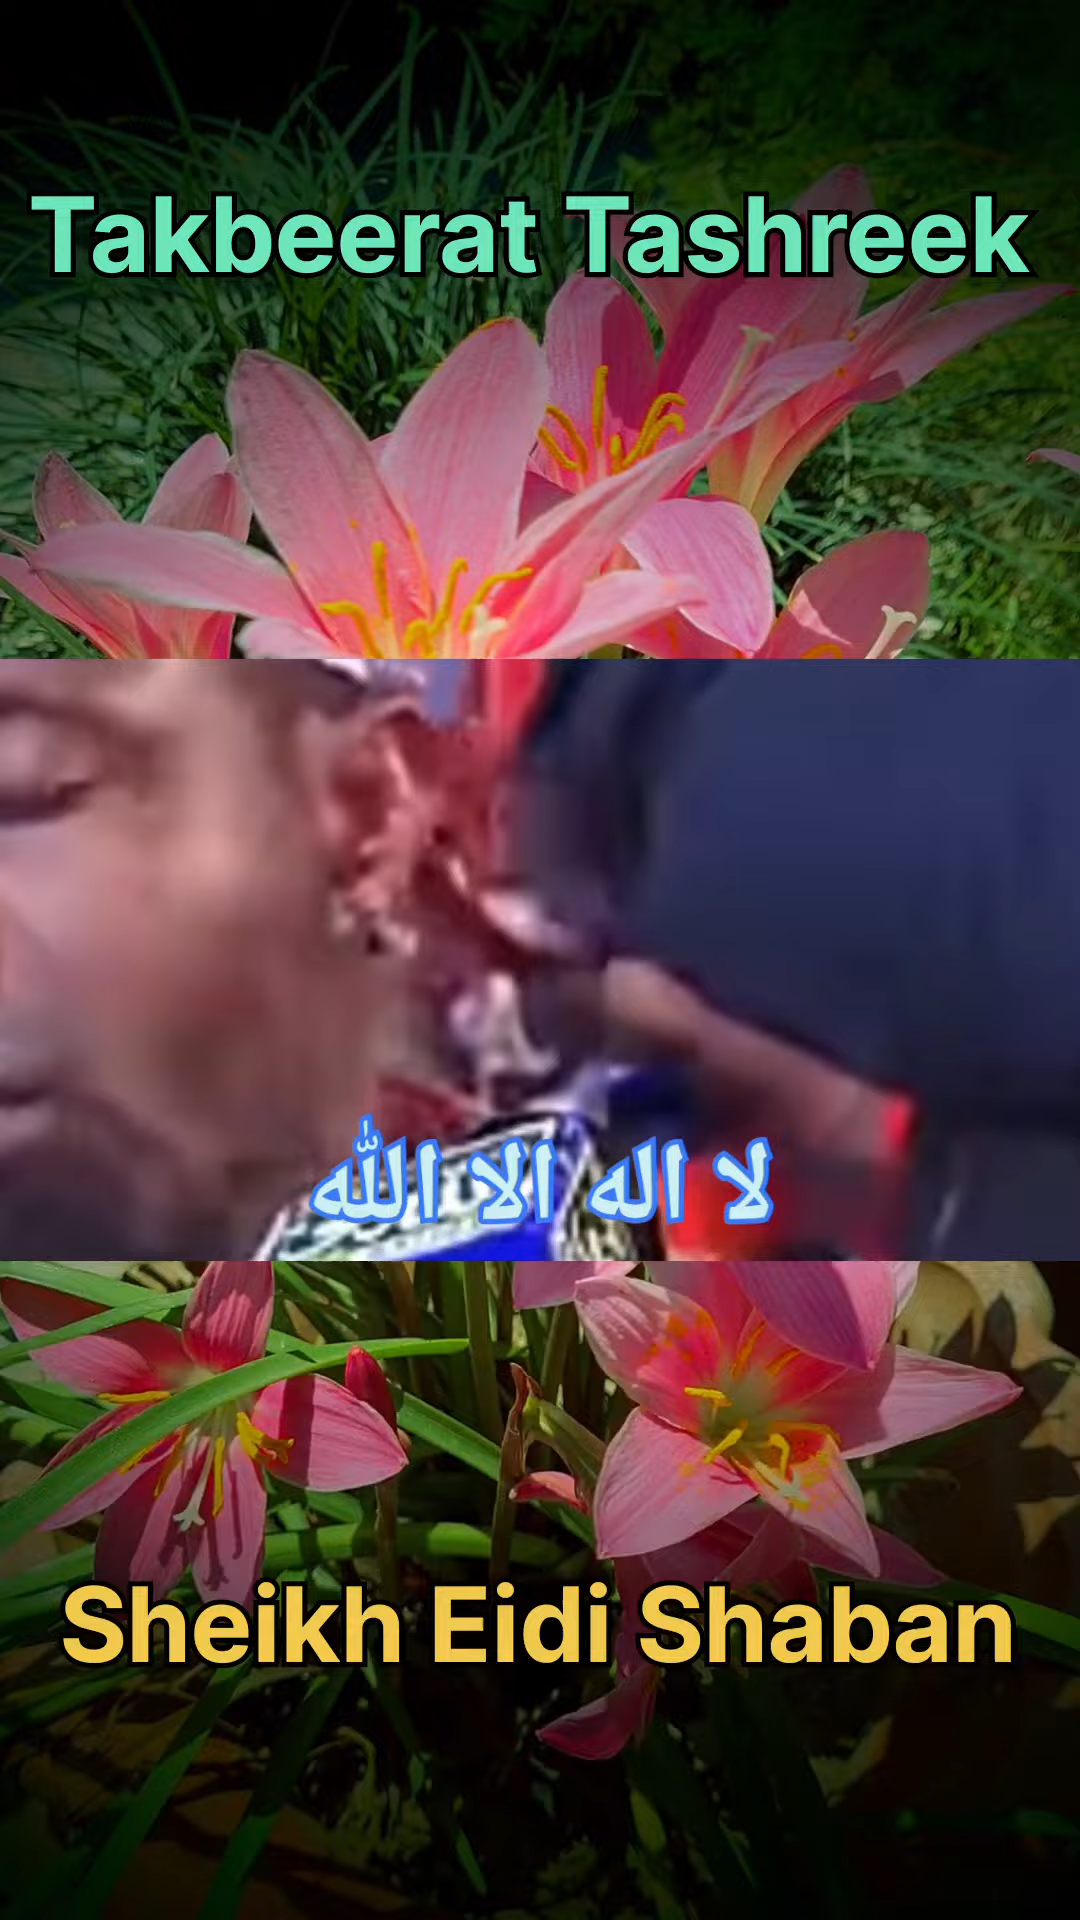 Takbeerat Tashreek
لا اله الا الله
Sheikh Eidi Shaban